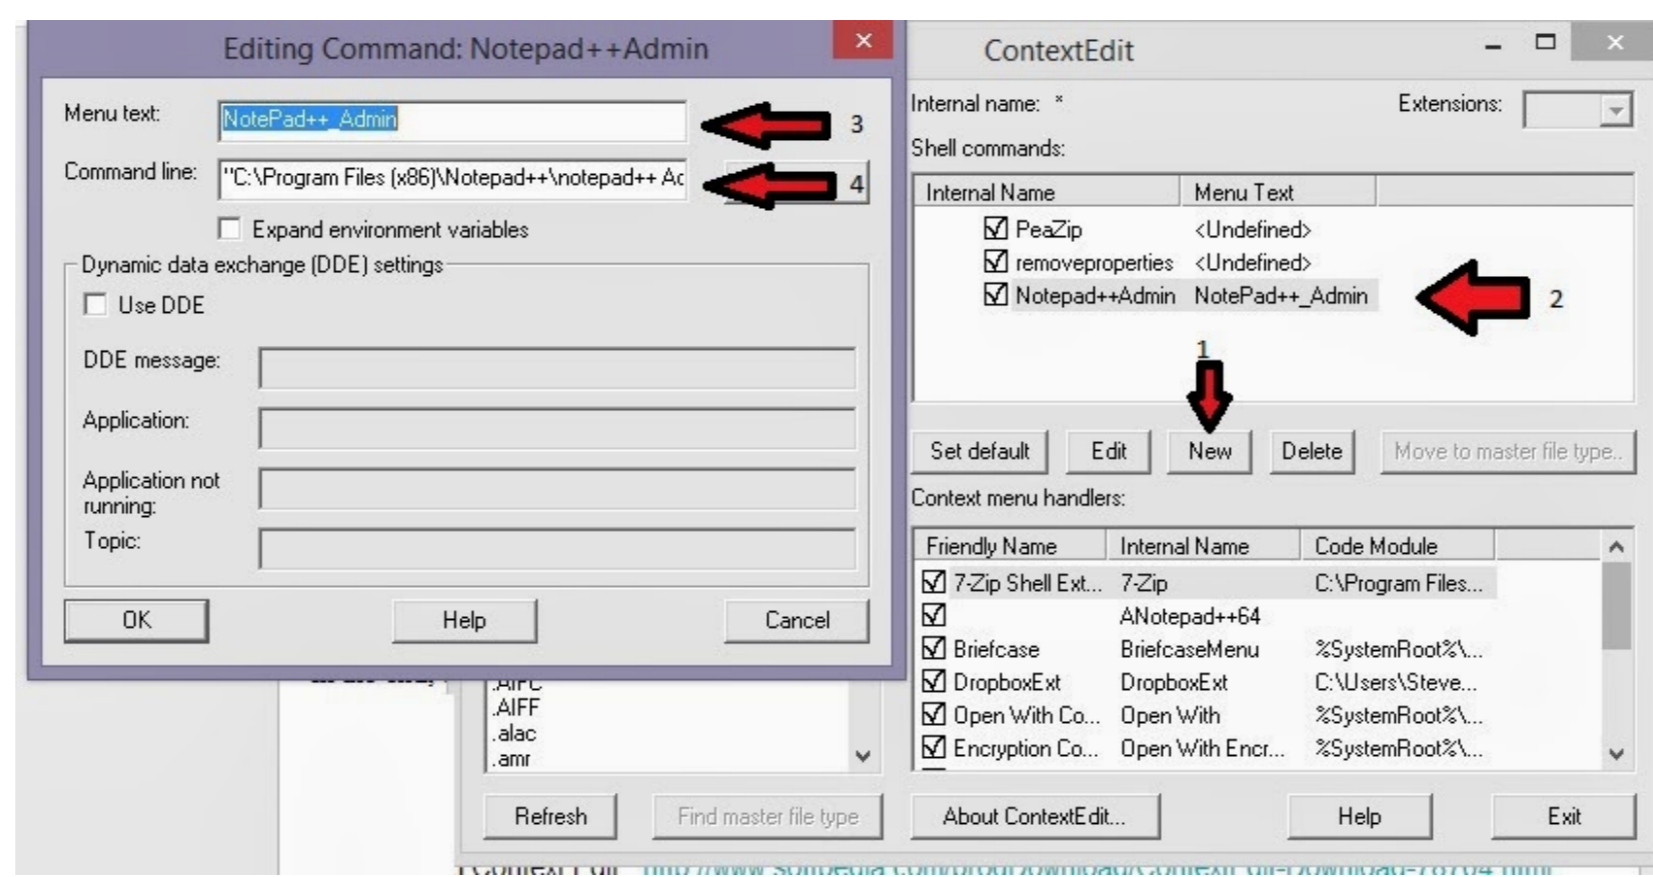 Editing Command: Notepad++Admin
Menu text:
NotePad++_Admin
3
Command line:
"C:\Program Files (x86)\Notepad++\notepad++ Ac
4
Expand environment variables
Dynamic data exchange (DDE) settings
Use DDE
DDE message:
Application:
Application not
running:
Topic:
OK
Help
Cancel
ContextEdit
Internal name: *
Extensions:
Shell commands:
Internal Name Menu Text
PeaZip <Undefined>
removeproperties <Undefined>
Notepad++Admin NotePad++_Admin
2
1
Set default
Edit
New
Delete
Move to master file type..
Context menu handlers:
Friendly Name Internal Name Code Module
7-Zip Shell Ext... 7-Zip C:\Program Files...
ANotepad++64
Briefcase BriefcaseMenu %SystemRoot%\...
DropboxExt DropboxExt C:\Users\Steve...
Open With Co... Open With %SystemRoot%\...
Encryption Co... Open With Encr... %SystemRoot%\...
.AIFC
.AIFF
.alac
.amr
Refresh
Find master file type
About ContextEdit...
Help
Exit